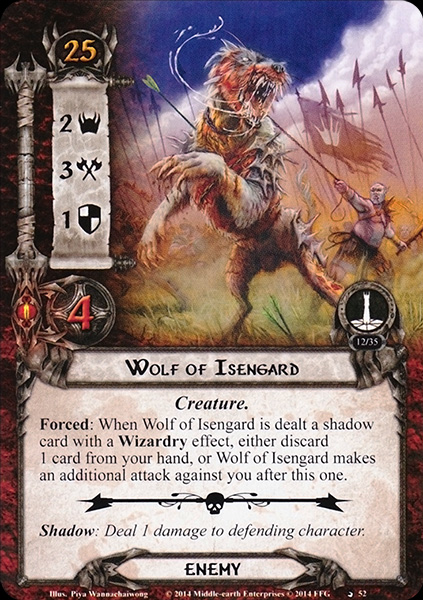 25
2
3
1
4
12/35
WOLF OF ISENGARD
Creature.
Forced: When Wolf of Isengard is dealt a shadow
card with a Wizardry effect, either discard
1 card from your hand, or Wolf of Isengard makes
an additional attack against you after this one.
Shadow: Deal 1 damage to defending character.
ENEMY
Illus. Piya Wannachaiwong © 2014 Middle-earth Enterprises © 2014 FFG 52